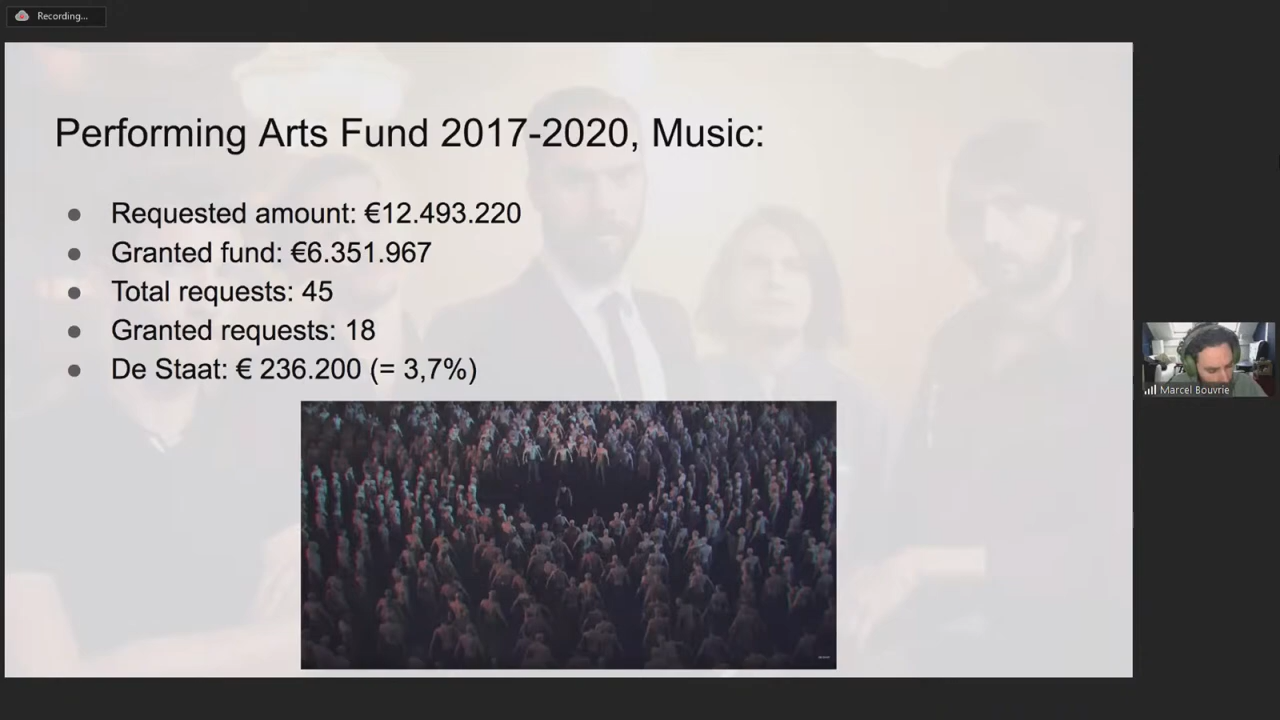 Recording...
Performing Arts Fund 2017-2020, Music:
● Requested amount: €12.493.220
● Granted fund: €6.351.967
● Total requests: 45
● Granted requests: 18
● De Staat: € 236.200 (= 3,7%)
Marcel Bouvrie